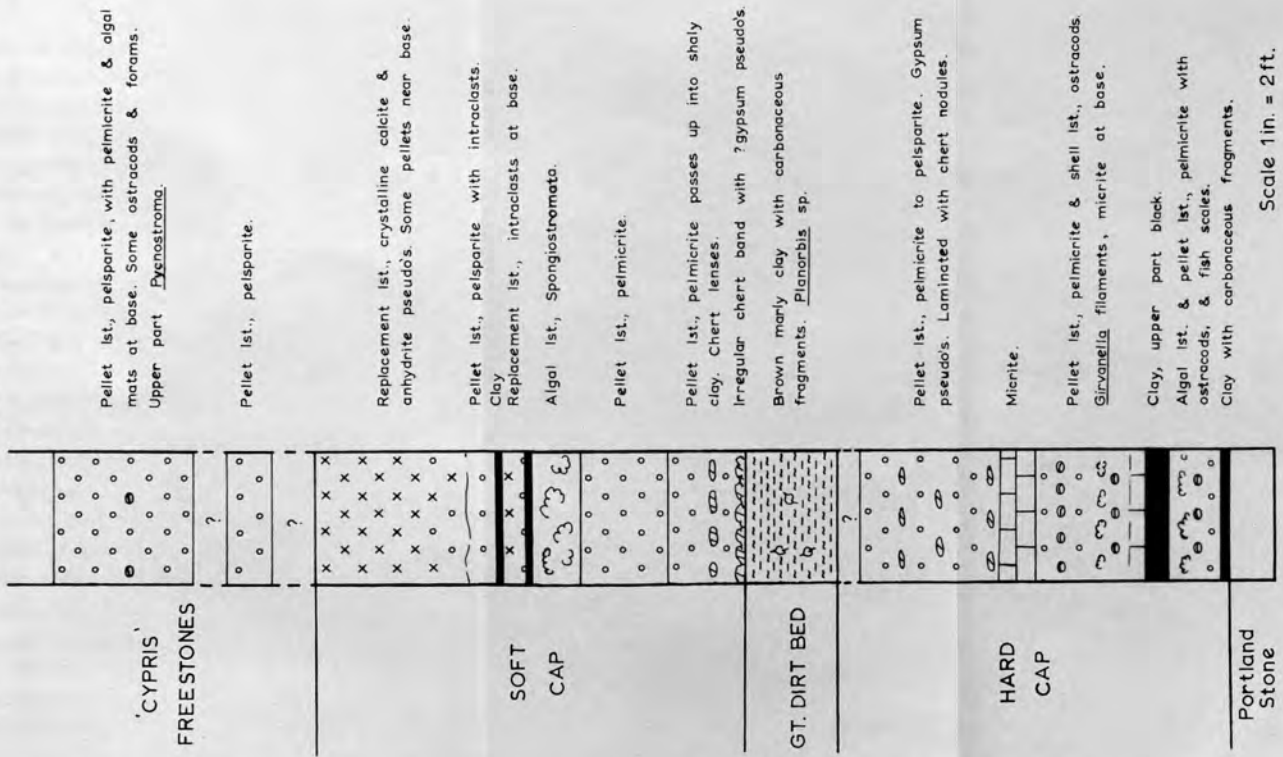 'CYPRIS'
FREESTONES
SOFT
CAP
GT. DIRT BED
HARD
CAP
Portland
Stone
?
?
?
Pellet lst., pelsparite, with pelmicrite & algal
mats at base. Some ostracods & forams.
Upper part Pycnostroma.
Pellet lst., pelsparite.
Replacement lst., crystalline calcite &
anhydrite pseudo's. Some pellets near base.
Pellet lst., pelsparite with intraclasts.
Clay
Replacement lst., intraclasts at base.
Algal lst., Spongiostromata.
Pellet lst., pelmicrite.
Pellet lst., pelmicrite passes up into shaly
clay. Chert lenses.
Irregular chert band with ?gypsum pseudo's.
Brown marly clay with carbonaceous
fragments. Planorbis sp.
Pellet lst., pelmicrite to pelsparite. Gypsum
pseudo's. Laminated with chert nodules.
Micrite.
Pellet lst., pelmicrite & shell lst., ostracods.
Girvanella filaments, micrite at base.
Clay, upper part black.
Algal lst. & pellet lst., pelmicrite with
ostracods, & fish scales.
Clay with carbonaceous fragments.
Scale 1in. = 2ft.